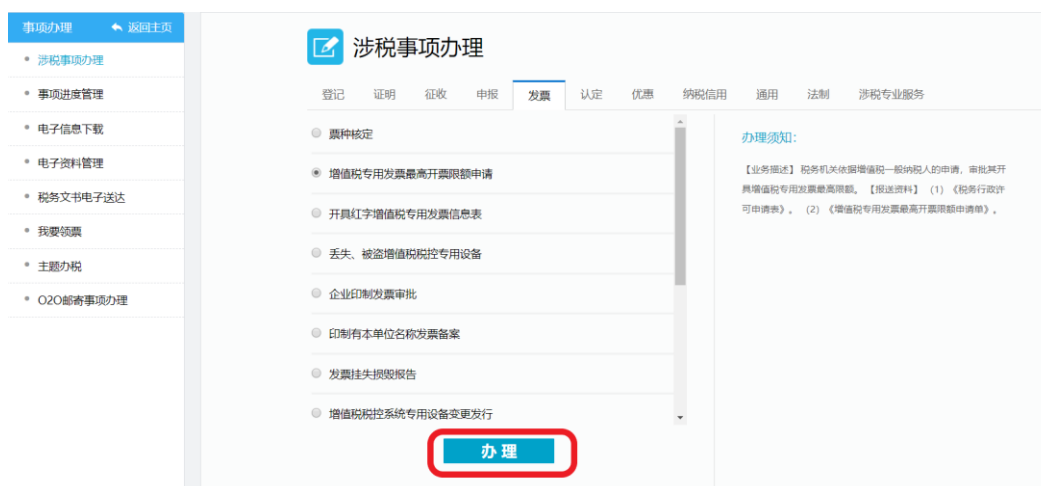 事项办理 返回主页
涉税事项办理
事项进度管理
电子信息下载
电子资料管理
税务文书电子送达
我要领票
主题办税
O2O邮寄事项办理
涉税事项办理
登记 证明 征收 申报 发票 认定 优惠 纳税信用 通用 法制 涉税专业服务
票种核定
增值税专用发票最高开票限额申请
开具红字增值税专用发票信息表
丢失、被盗增值税税控专用设备
企业印制发票审批
印制有本单位名称发票备案
发票挂失损毁报告
增值税税控系统专用设备变更发行
办理
办理须知：
【业务描述】税务机关依据增值税一般纳税人的申请，审批其开
具增值税专用发票最高限额。【报送资料】（1）《税务行政许
可申请表》。（2）《增值税专用发票最高开票限额申请单》。